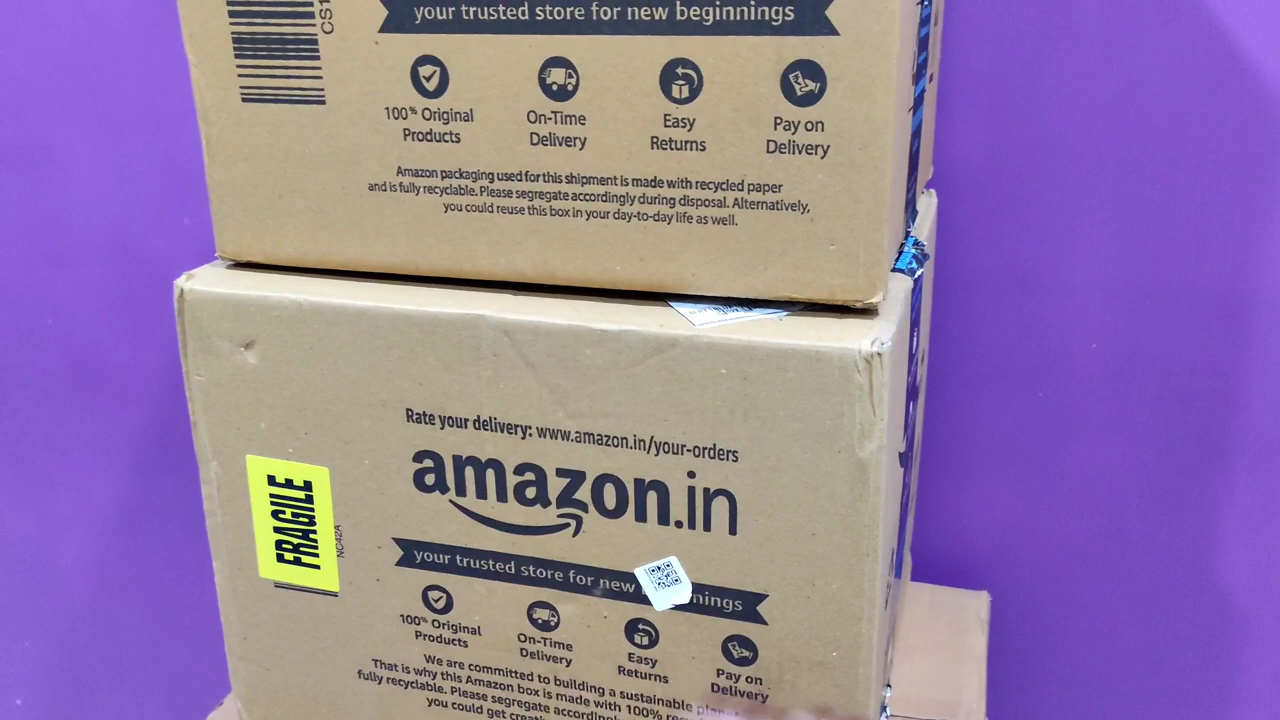 CS1
your trusted store for new beginnings
100% Original Products
On-Time Delivery
Easy Returns
Pay on Delivery
Amazon packaging used for this shipment is made with recycled paper
and is fully recyclable. Please segregate accordingly during disposal. Alternatively,
you could reuse this box in your day-to-day life as well.
Rate your delivery: www.amazon.in/your-orders
amazon.in
FRAGILE
NC42A
your trusted store for new nnings
100% Original Products
On-Time Delivery
Easy Returns
Pay on Delivery
We are committed to building a sustainable
That is why this Amazon box is made with 100%
fully recyclable. Please segregate
you could get